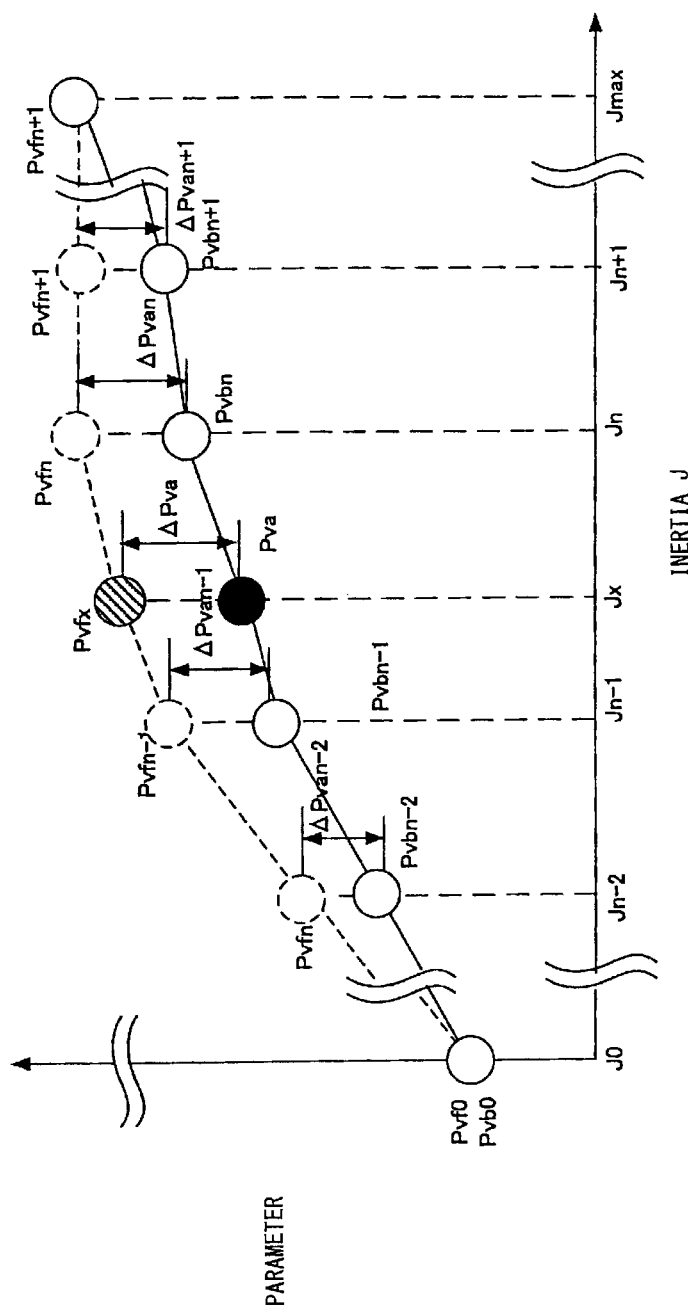 PARAMETER
Pvfn+1
Pvfn+1
Pvfn
ΔPvan+1
Pvbn+1
ΔPvan
Pvbn
Pvfx
ΔPva
Pva
Pvfn-1
ΔPvan-1
Pvbn-1
Pvfn
ΔPvan-2
Pvbn-2
Pvf0
Pvb0
J0
Jn-2
Jn-1
Jx
Jn
Jn+1
Jmax
INERTIA J